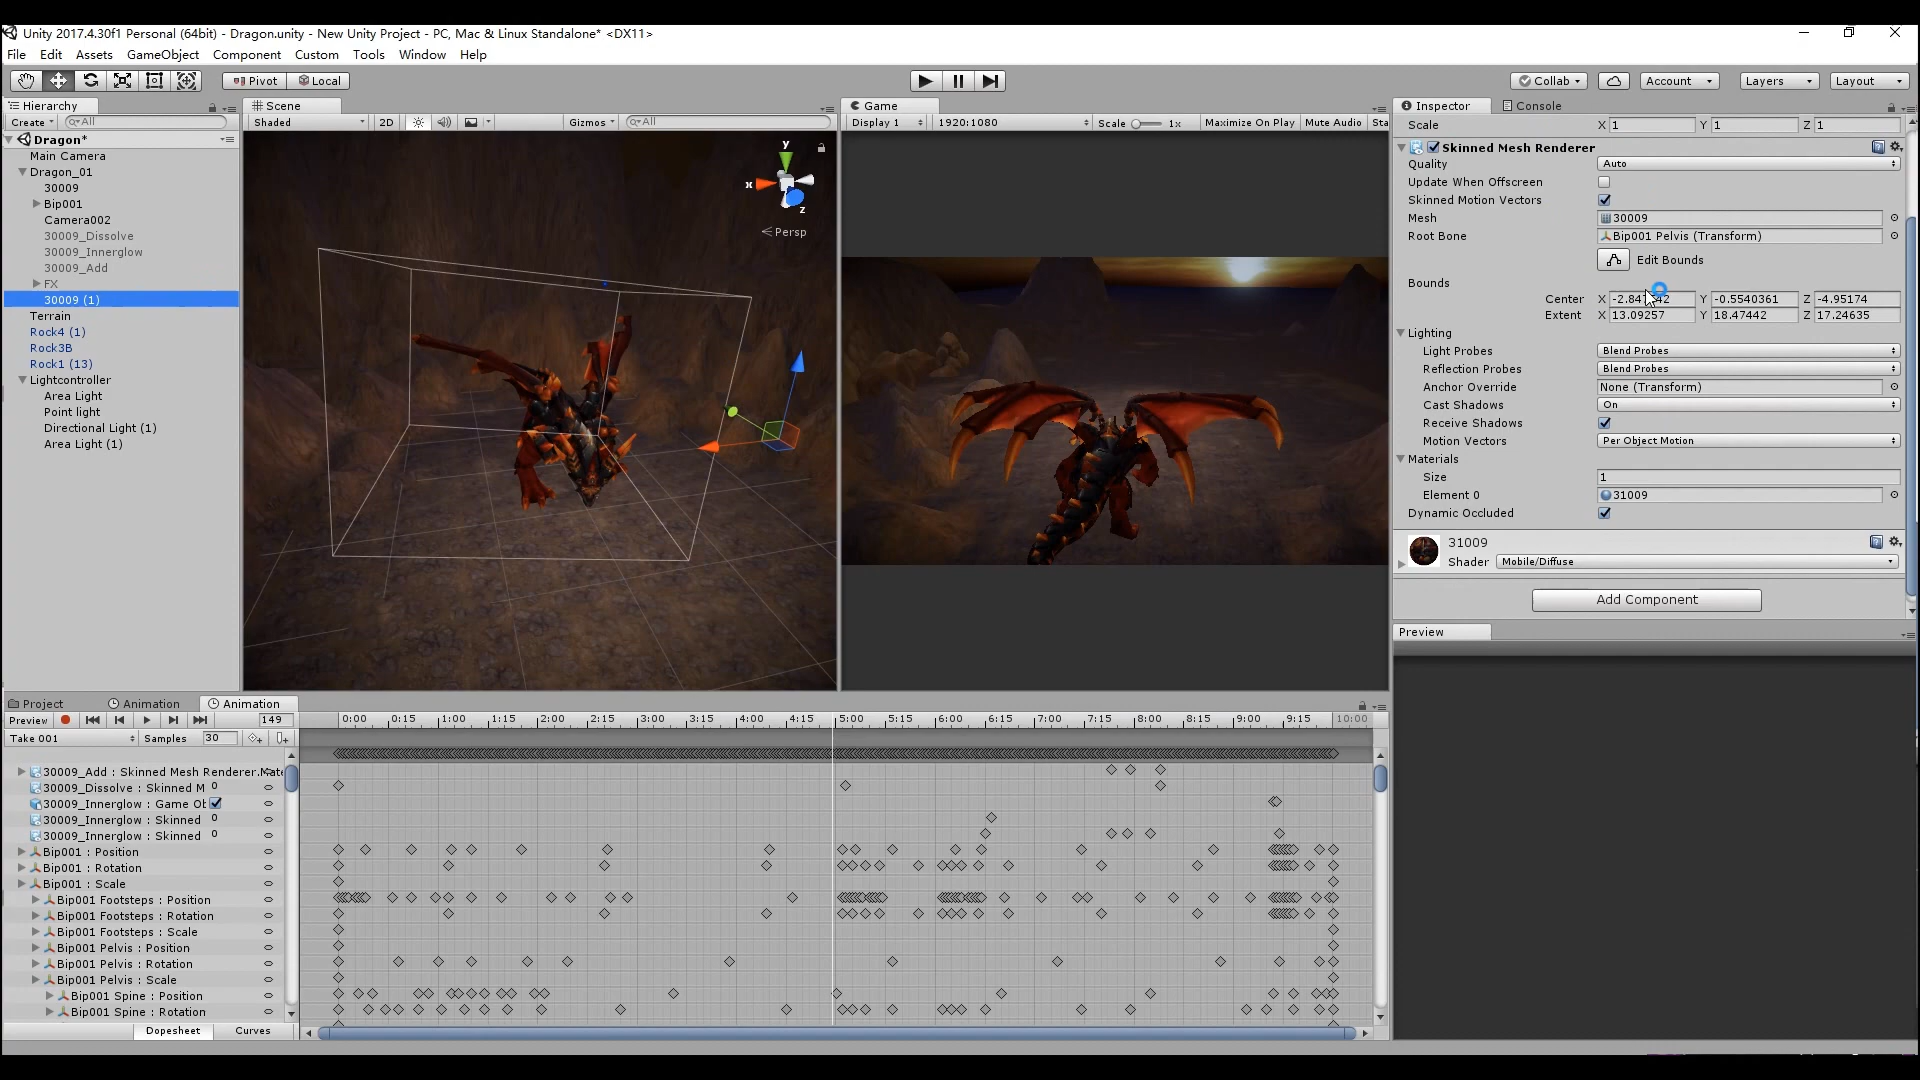 Unity 2017.4.30f1 Personal (64bit) - Dragon.unity - New Unity Project - PC, Mac & Linux Standalone* <DX11>
File Edit Assets GameObject Component Custom Tools Window Help
Pivot Local Collab Account Layers Layout
Hierarchy
Create All
Dragon*
Main Camera
Dragon_01
30009
Bip001
Camera002
30009_Dissolve
30009_Innerglow
30009_Add
FX
30009 (1)
Terrain
Rock4 (1)
Rock3B
Rock1 (13)
Lightcontroller
Area Light
Point light
Directional Light (1)
Area Light (1)
Scene
Shaded 2D Gizmos All
y
x
z
Persp
Game
Display 1 1920:1080 Scale 1x Maximize On Play Mute Audio Sta
Inspector Console
Scale X 1 Y 1 Z 1
Skinned Mesh Renderer
Quality Auto
Update When Offscreen
Skinned Motion Vectors
Mesh 30009
Root Bone Bip001 Pelvis (Transform)
Edit Bounds
Bounds
Center X Y -0.5540361 Z -4.95174
Extent X 13.09257 Y 18.47442 Z 17.24635
Lighting
Light Probes Blend Probes
Reflection Probes Blend Probes
Anchor Override None (Transform)
Cast Shadows On
Receive Shadows
Motion Vectors Per Object Motion
Materials
Size 1
Element 0 31009
Dynamic Occluded
31009
Shader Mobile/Diffuse
Add Component
Preview
Project Animation Animation
Preview 149 0:00 0:15 1:00 1:15 2:00 2:15 3:00 3:15 4:00 4:15 5:00 5:15 6:00 6:15 7:00 7:15 8:00 8:15 9:00 9:15 10:00
Take 001 Samples 30
30009_Add : Skinned Mesh Renderer.Mate
30009_Dissolve : Skinned M 0
30009_Innerglow : Game Ob
30009_Innerglow : Skinned 0
30009_Innerglow : Skinned 0
Bip001 : Position
Bip001 : Rotation
Bip001 : Scale
Bip001 Footsteps : Position
Bip001 Footsteps : Rotation
Bip001 Footsteps : Scale
Bip001 Pelvis : Position
Bip001 Pelvis : Rotation
Bip001 Pelvis : Scale
Bip001 Spine : Position
Bip001 Spine : Rotation
Dopesheet Curves